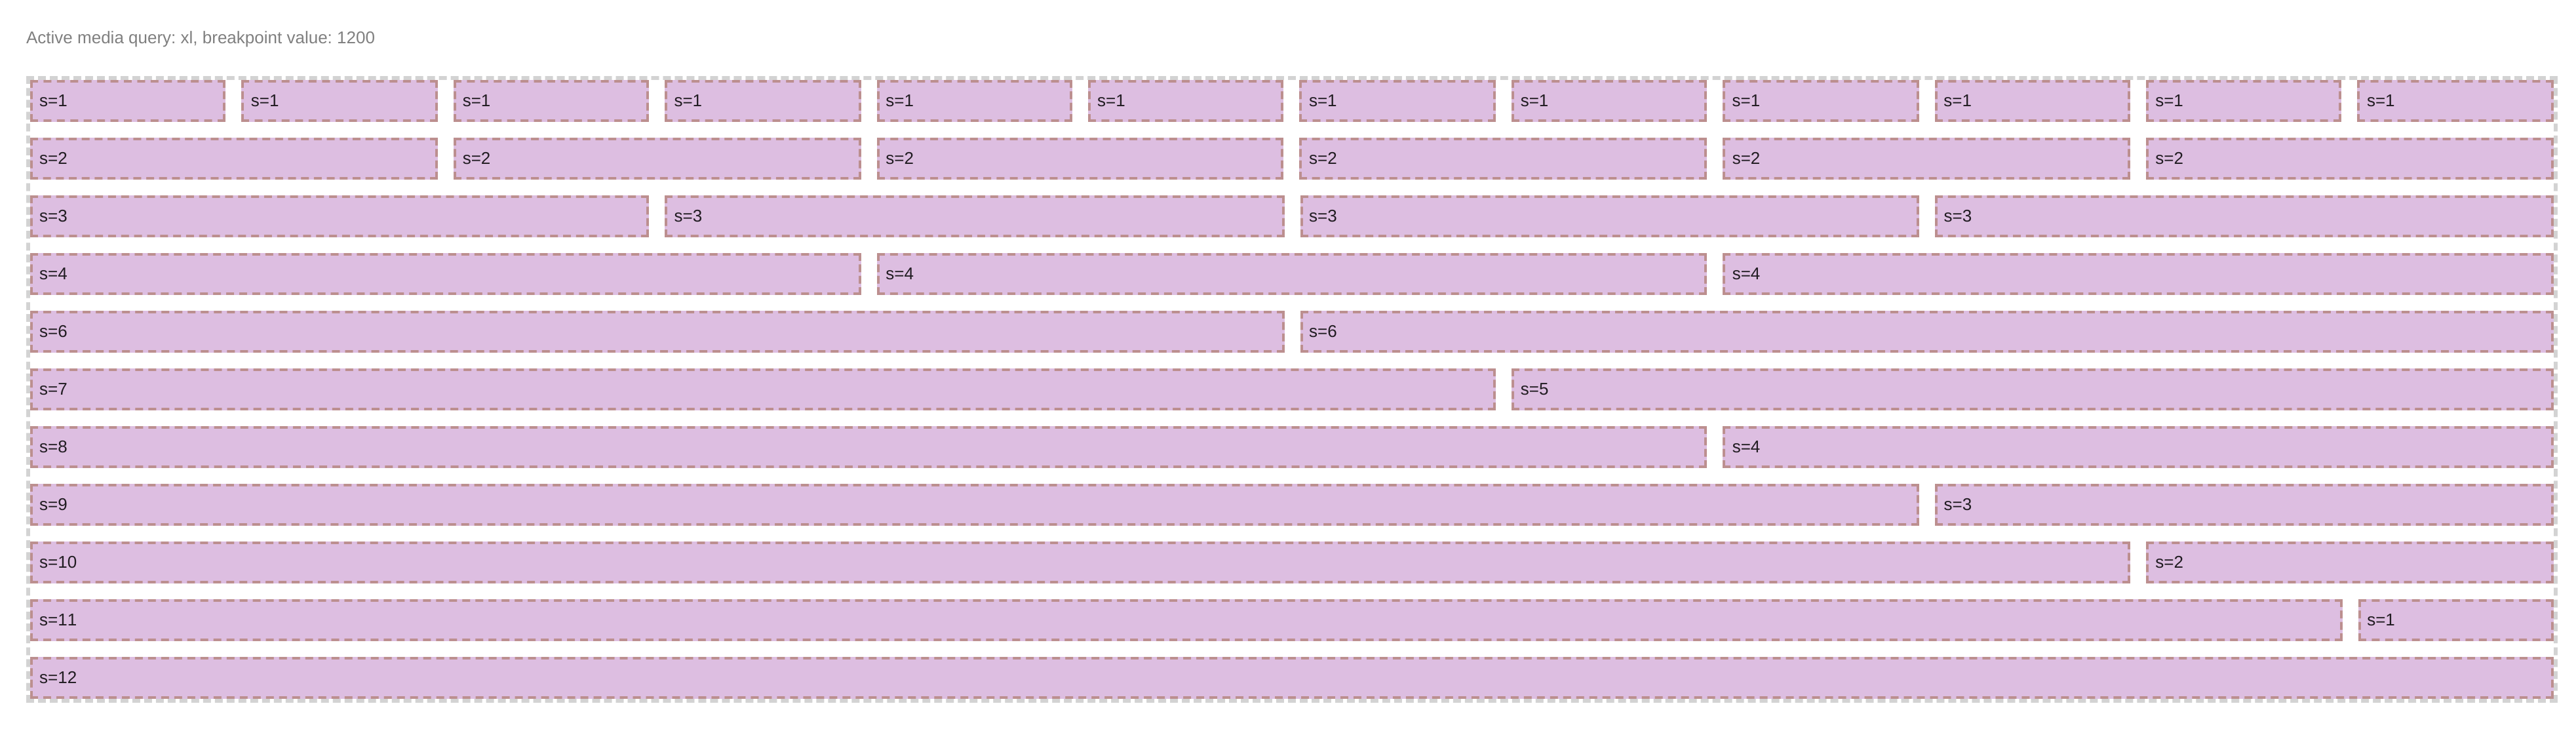 Active media query: xl, breakpoint value: 1200
s=1 s=1 s=1 s=1 s=1 s=1 s=1 s=1 s=1 s=1 s=1 s=1
s=2 s=2 s=2 s=2 s=2 s=2
s=3 s=3 s=3 s=3
s=4 s=4 s=4
s=6 s=6
s=7 s=5
s=8 s=4
s=9 s=3
s=10 s=2
s=11 s=1
s=12